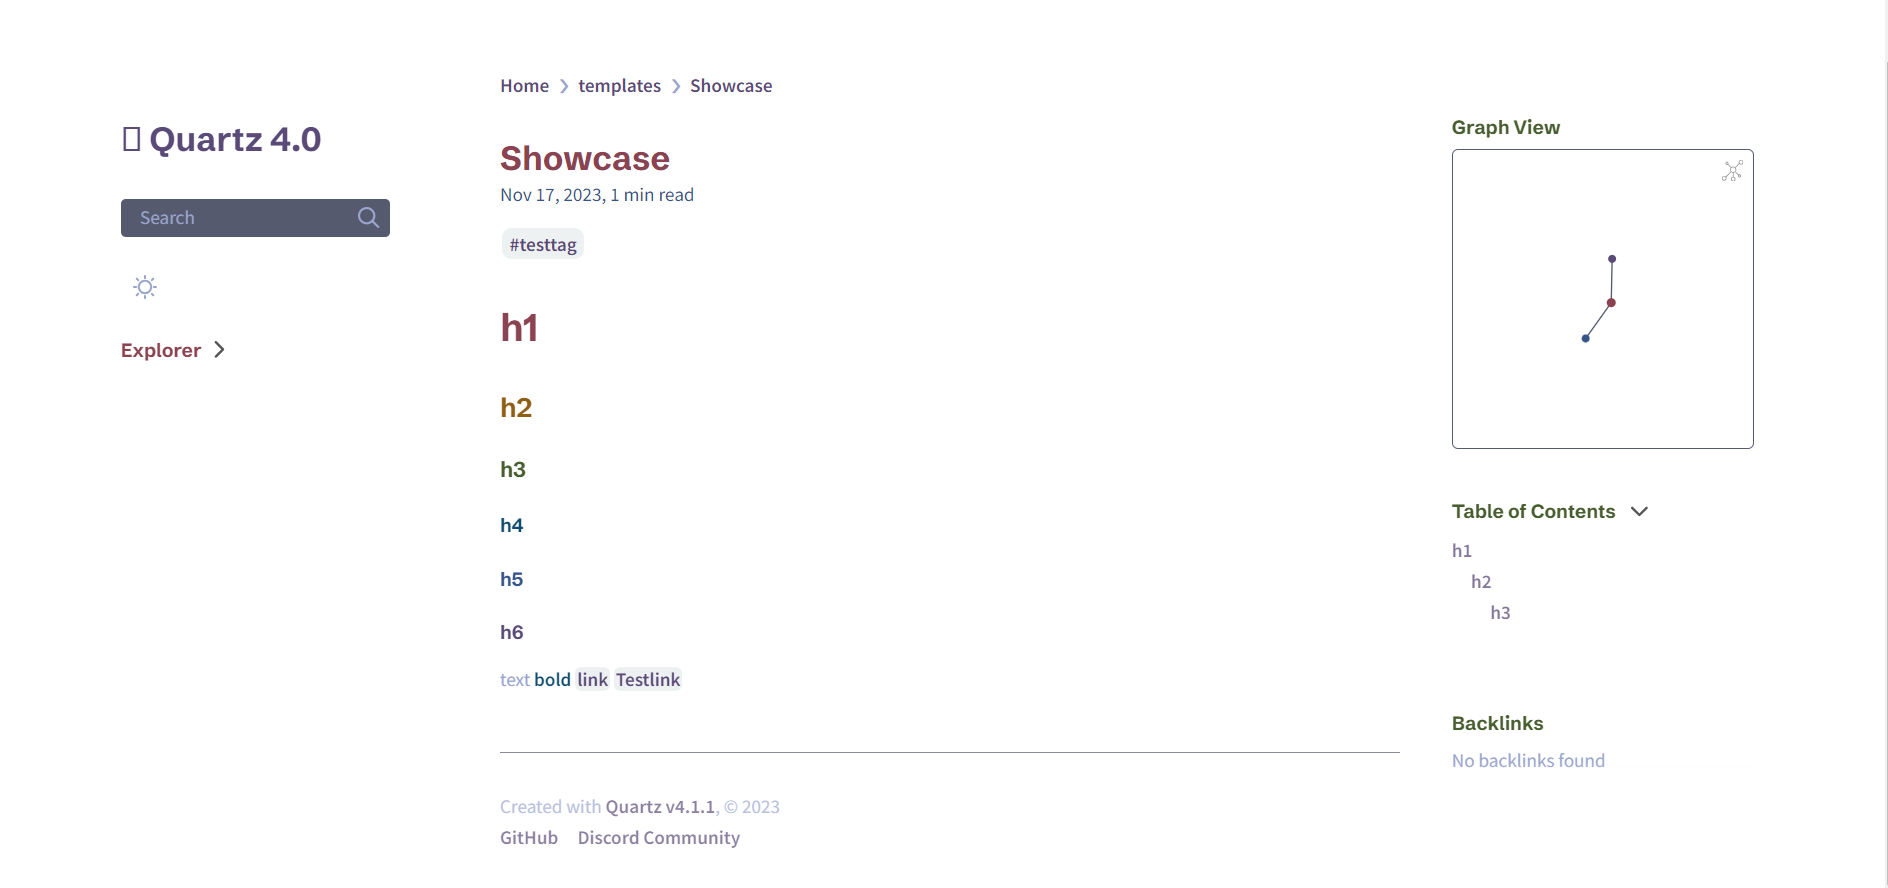 Quartz 4.0
Search
Explorer
Home > templates > Showcase
Showcase
Nov 17, 2023, 1 min read
#testtag
h1
h2
h3
h4
h5
h6
text bold link Testlink
Created with Quartz v4.1.1, © 2023
GitHub Discord Community
Graph View
Table of Contents
h1
h2
h3
Backlinks
No backlinks found